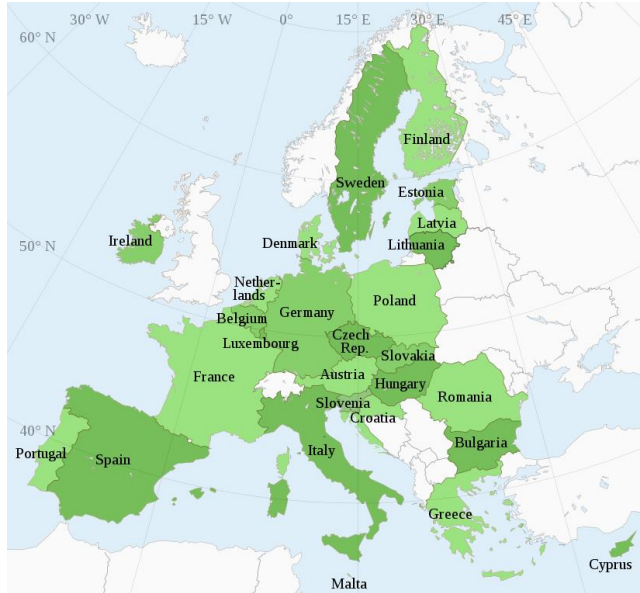 60° N
30° W
15° W
0°
15° E
30° E
45° E
Finland
Sweden
Estonia
Latvia
Lithuania
Ireland
Denmark
50° N
Nether-
lands
Belgium
Germany
Poland
Luxembourg
Czech
Rep.
Slovakia
Austria
France
Hungary
Romania
Slovenia
Croatia
40° N
Portugal
Spain
Italy
Bulgaria
Greece
Cyprus
Malta